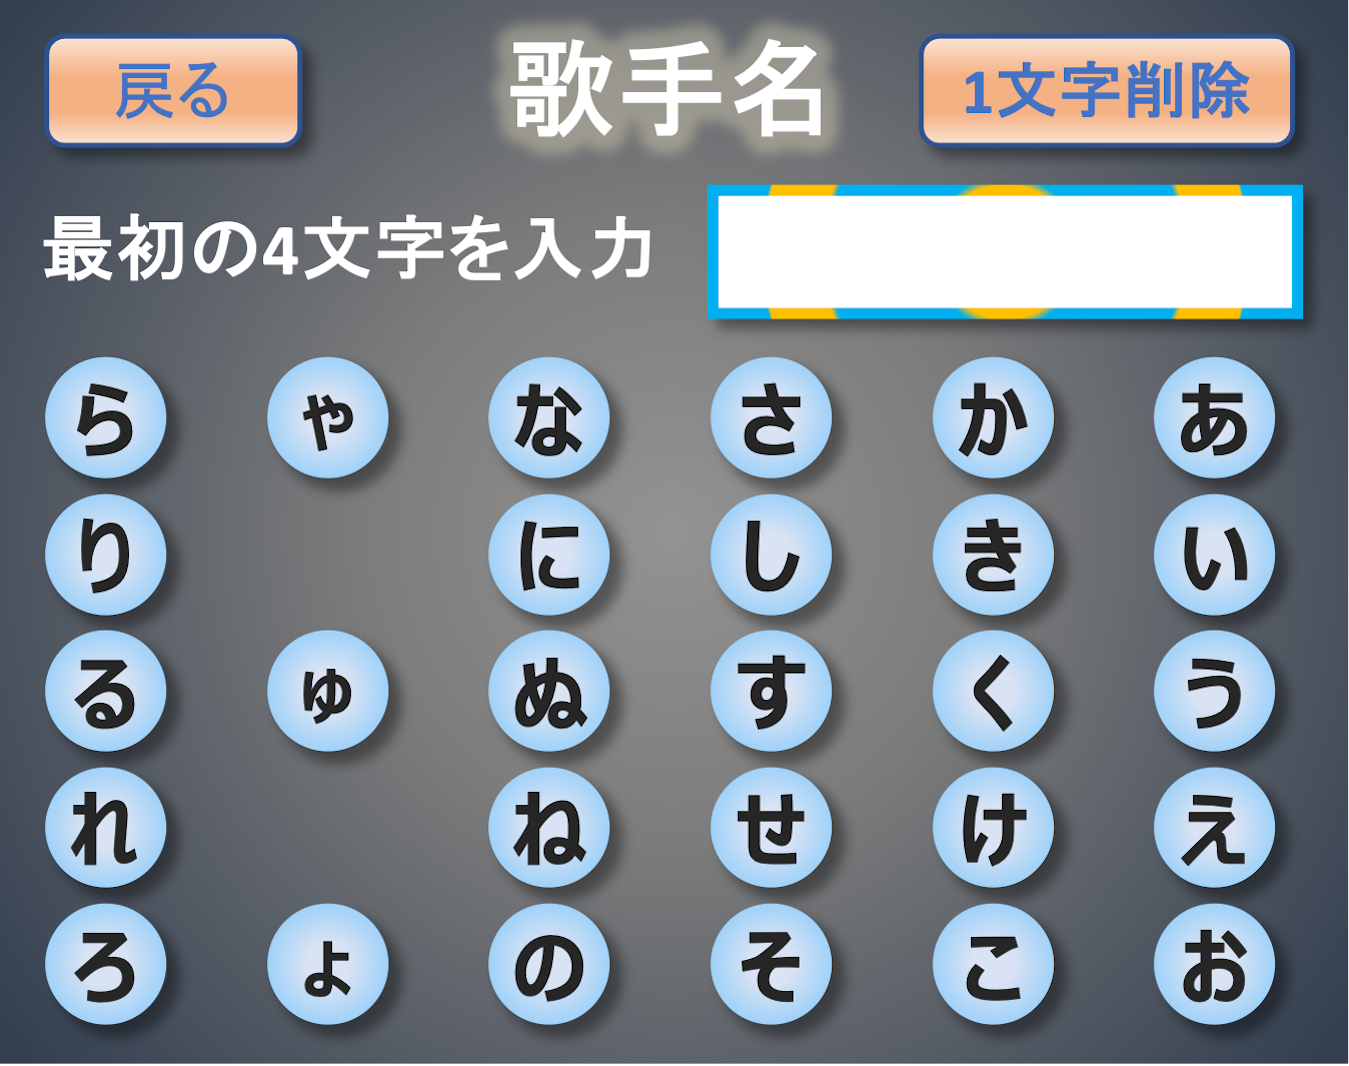 戻る 歌手名 1文字削除
最初の4文字を入力
ら ゃ な さ か あ
り に し き い
る ゅ ぬ す く う
れ ね せ け え
ろ ょ の そ こ お